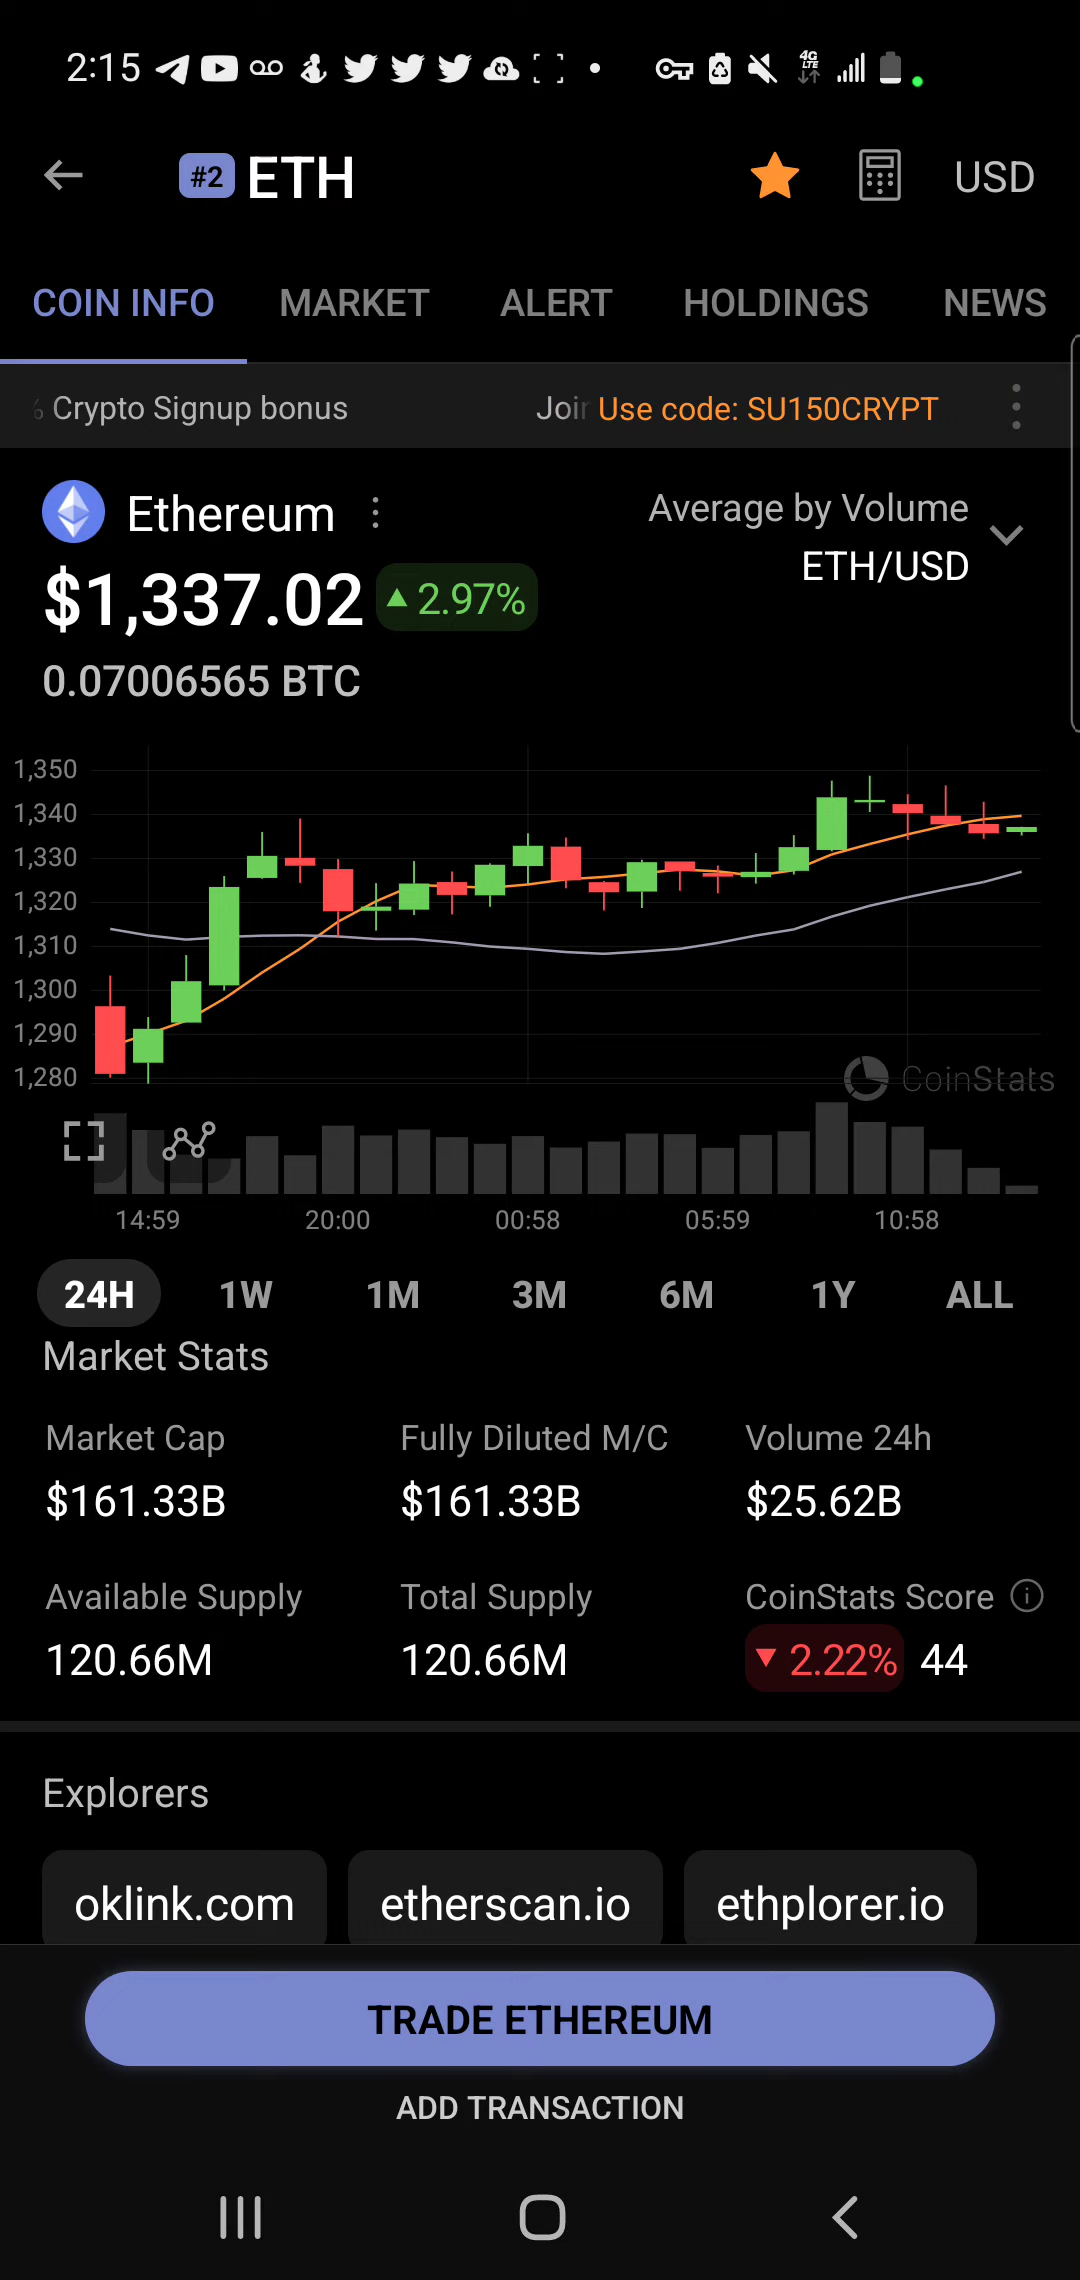 2:15
4G LTE
#2 ETH USD
COIN INFO MARKET ALERT HOLDINGS NEWS
% Crypto Signup bonus Join Use code: SU150CRYPT
Ethereum
Average by Volume
ETH/USD
$1,337.02 ▲ 2.97%
0.07006565 BTC
1,350
1,340
1,330
1,320
1,310
1,300
1,290
1,280
CoinStats
14:59 20:00 00:58 05:59 10:58
24H 1W 1M 3M 6M 1Y ALL
Market Stats
Market Cap Fully Diluted M/C Volume 24h
$161.33B $161.33B $25.62B
Available Supply Total Supply CoinStats Score
120.66M 120.66M ▼ 2.22% 44
Explorers
oklink.com etherscan.io ethplorer.io
TRADE ETHEREUM
ADD TRANSACTION